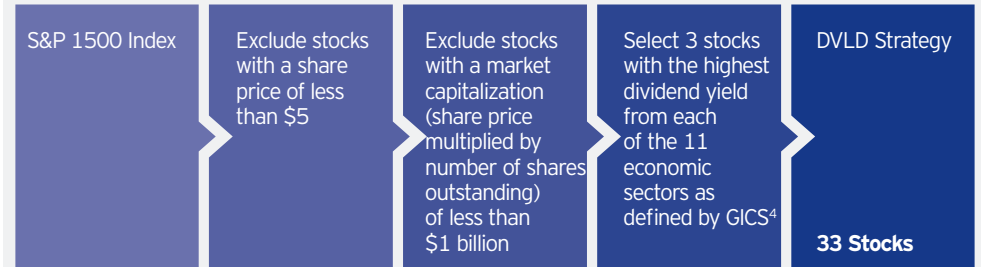 S&P 1500 Index
Exclude stocks
with a share
price of less
than $5
Exclude stocks
with a market
capitalization
(share price
multiplied by
number of shares
outstanding)
of less than
$1 billion
Select 3 stocks
with the highest
dividend yield
from each
of the 11
economic
sectors as
defined by GICS⁴
DVLD Strategy
33 Stocks